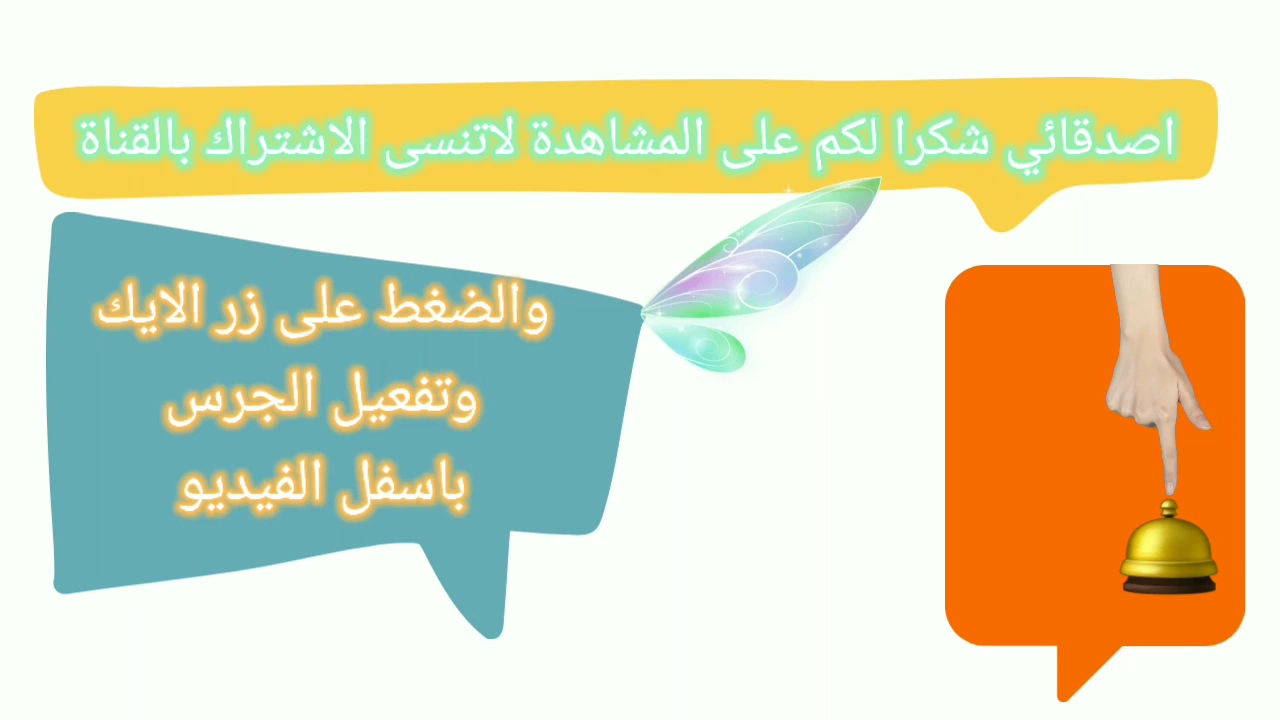 اصدقائي شكرا لكم على المشاهدة لاتنسى الاشتراك بالقناة
والضغط على زر الايك
وتفعيل الجرس
باسفل الفيديو